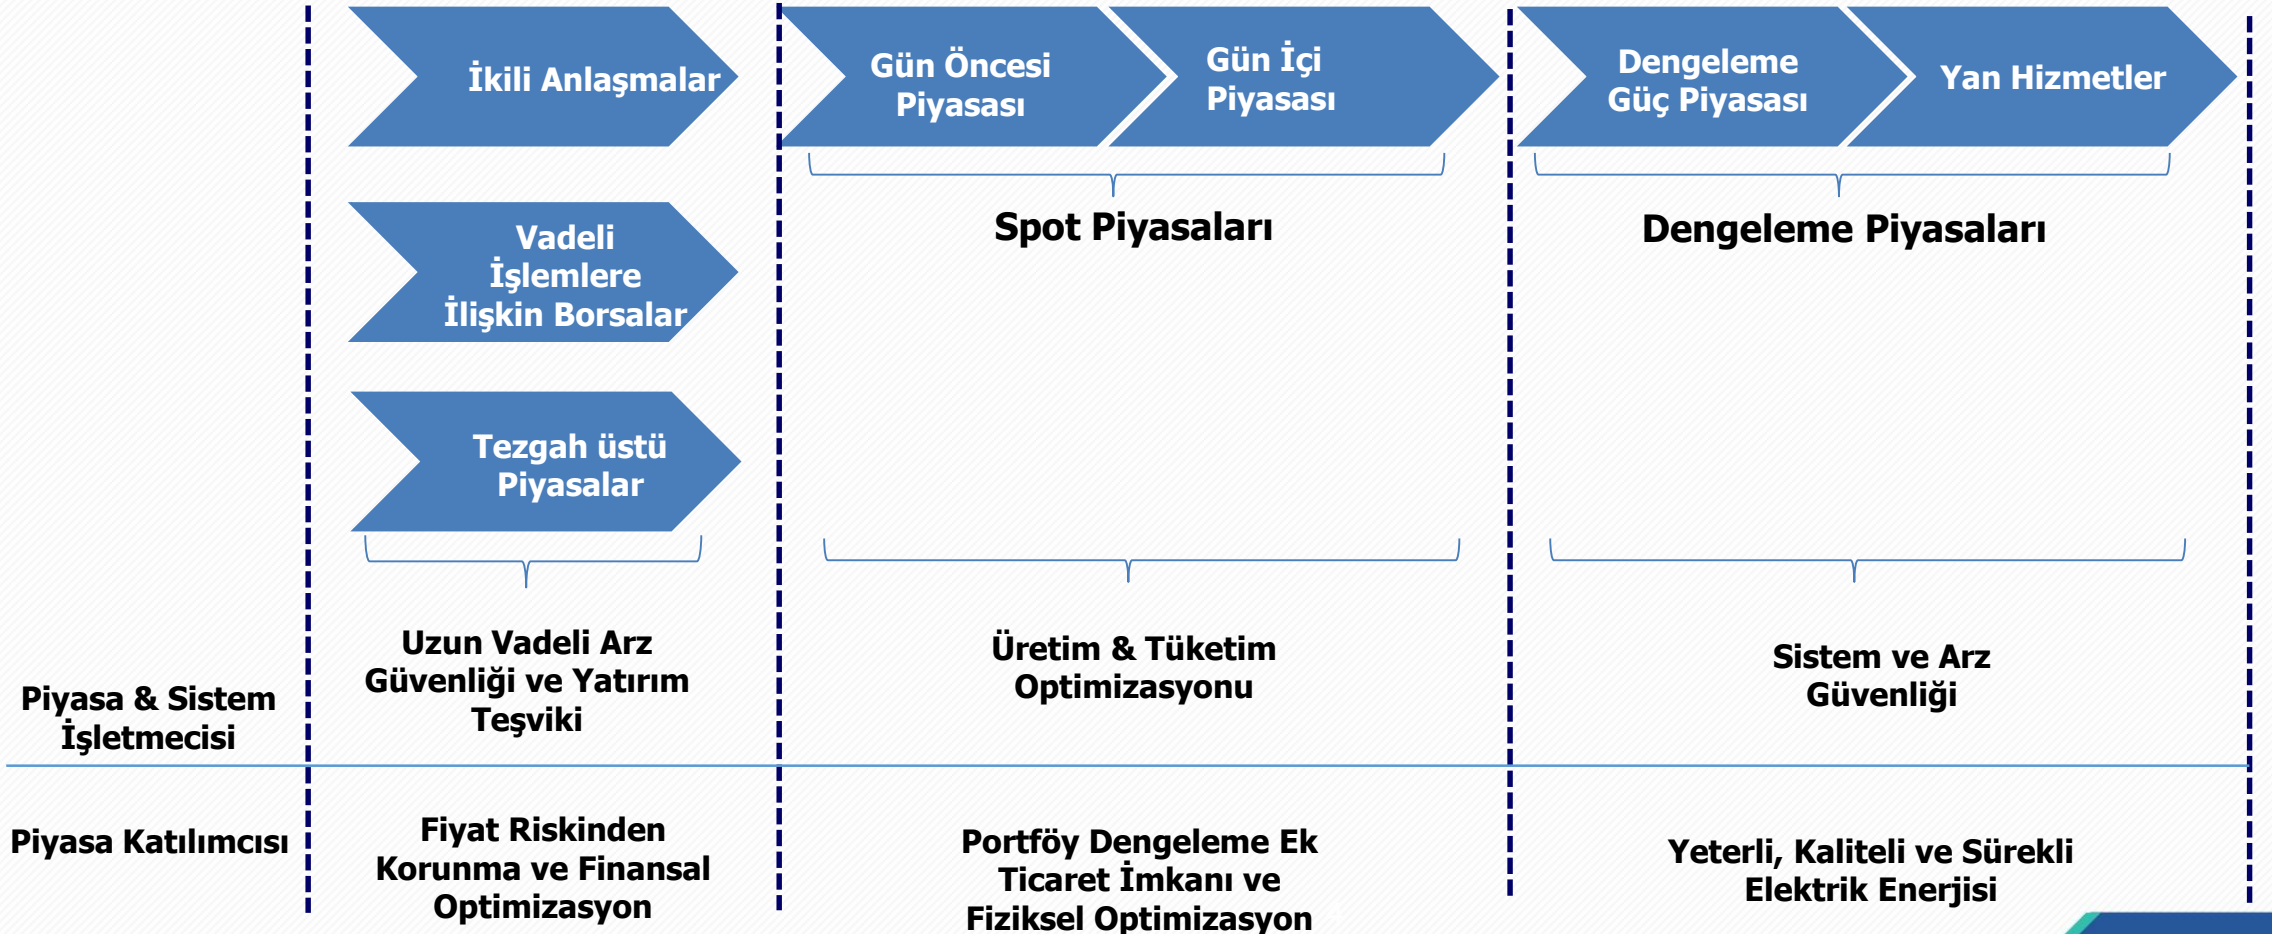 İkili Anlaşmalar
Gün Öncesi
Piyasası
Gün İçi
Piyasası
Dengeleme
Güç Piyasası
Yan Hizmetler
Spot Piyasaları
Dengeleme Piyasaları
Vadeli
İşlemlere
İlişkin Borsalar
Tezgah üstü
Piyasalar
Piyasa & Sistem
İşletmecisi
Uzun Vadeli Arz
Güvenliği ve Yatırım
Teşviki
Üretim & Tüketim
Optimizasyonu
Sistem ve Arz
Güvenliği
Piyasa Katılımcısı
Fiyat Riskinden
Korunma ve Finansal
Optimizasyon
Portföy Dengeleme Ek
Ticaret İmkanı ve
Fiziksel Optimizasyon
Yeterli, Kaliteli ve Sürekli
Elektrik Enerjisi